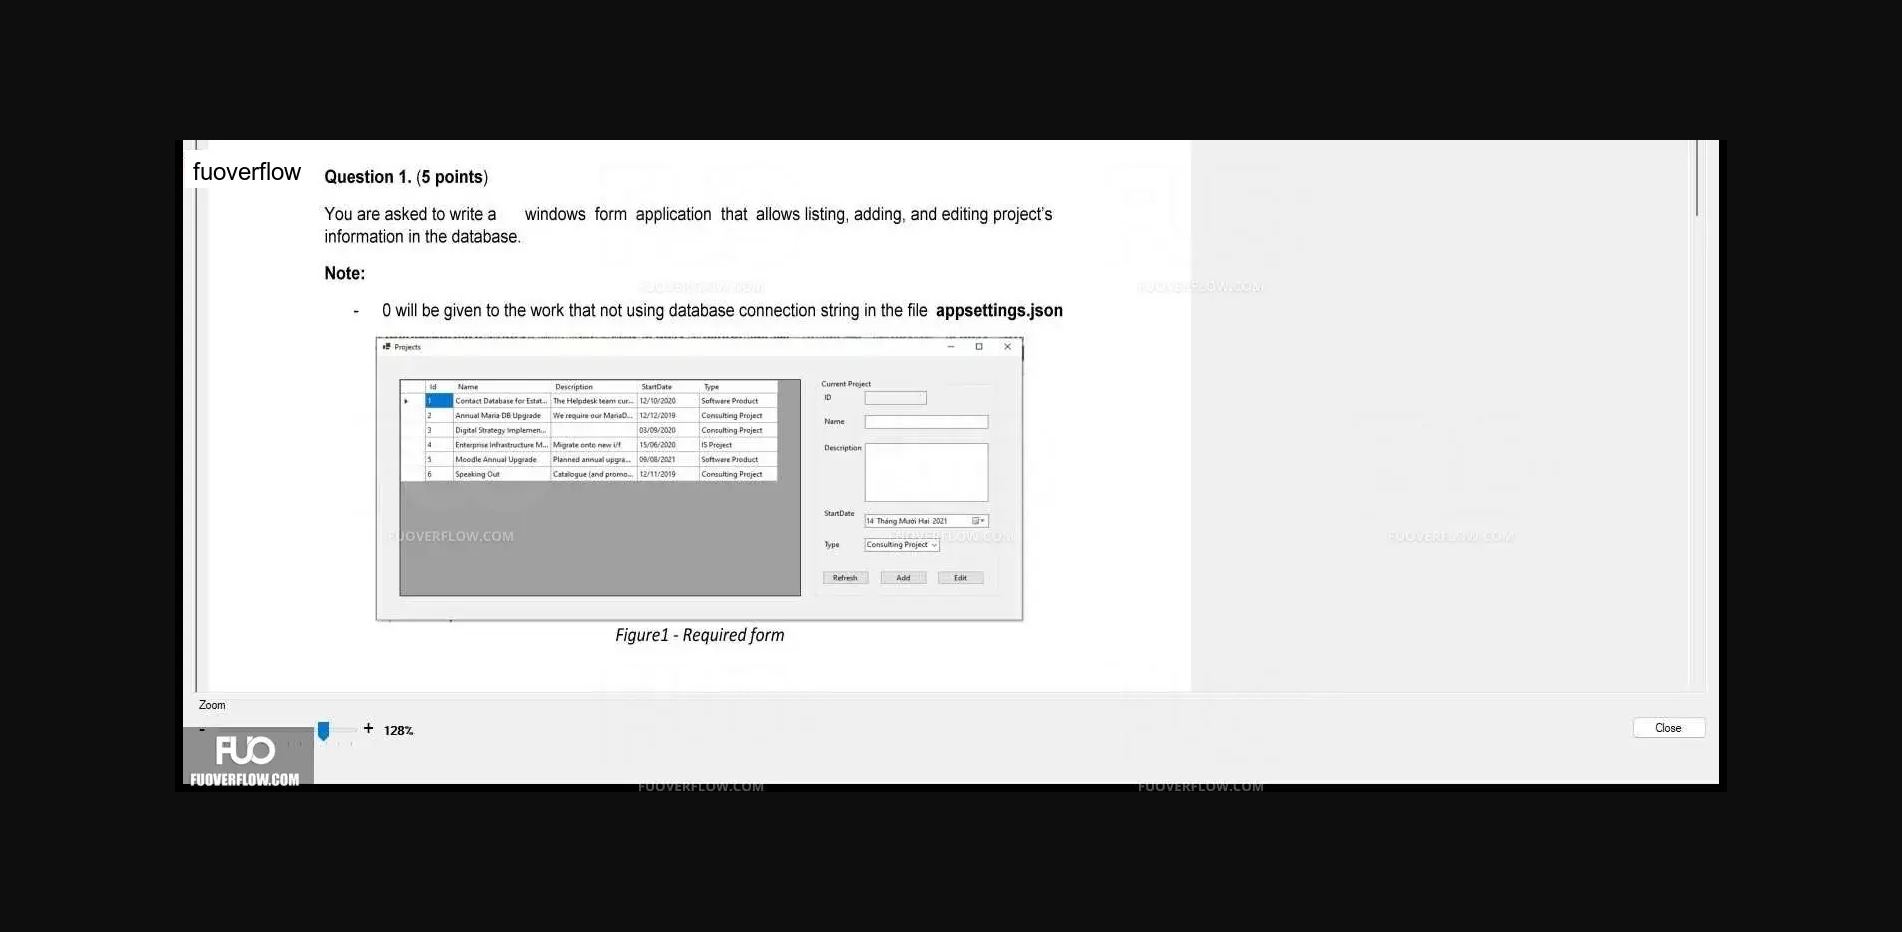 fuoverflow
Question 1. (5 points)
You are asked to write a windows form application that allows listing, adding, and editing project's
information in the database.
Note:
FUOVERFLOW.COM FUOVERFLOW.COM
- 0 will be given to the work that not using database connection string in the file appsettings.json
Projects
Id Name Description StartDate Type
1 Contact Database for Estat... The Helpdesk team cur... 12/10/2020 Software Product
2 Annual Maria DB Upgrade We require our MariaD... 12/12/2019 Consulting Project
3 Digital Strategy Implemen... 03/09/2020 Consulting Project
4 Enterprise Infrastructure M... Migrate onto new i/f 15/06/2020 IS Project
5 Moodle Annual Upgrade Planned annual upgra... 09/08/2021 Software Product
6 Speaking Out Catalogue (and promo... 12/11/2019 Consulting Project
Current Project
ID
Name
Description
StartDate
14 Tháng Mười Hai 2021
Type Consulting Project
Refresh Add Edit
FUOVERFLOW.COM FUOVERFLOW.COM FUOVERFLOW.COM
Figure1 - Required form
Zoom
- + 128%
Close
FUO
FUOVERFLOW.COM
FUOVERFLOW.COM FUOVERFLOW.COM